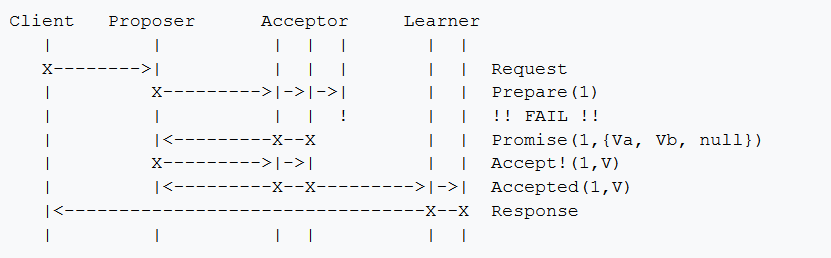 Client   Proposer      Acceptor     Learner
   |         |          |  |  |       |  |
   X-------->|          |  |  |       |  |  Request
   |         X--------->|->|->|       |  |  Prepare(1)
   |         |          |  |  !       |  |  !! FAIL !!
   |         |<---------X--X          |  |  Promise(1,{Va, Vb, null})
   |         X--------->|->|          |  |  Accept!(1,V)
   |         |<---------X--X--------->|->|  Accepted(1,V)
   |<---------------------------------X--X  Response
   |         |          |  |          |  |